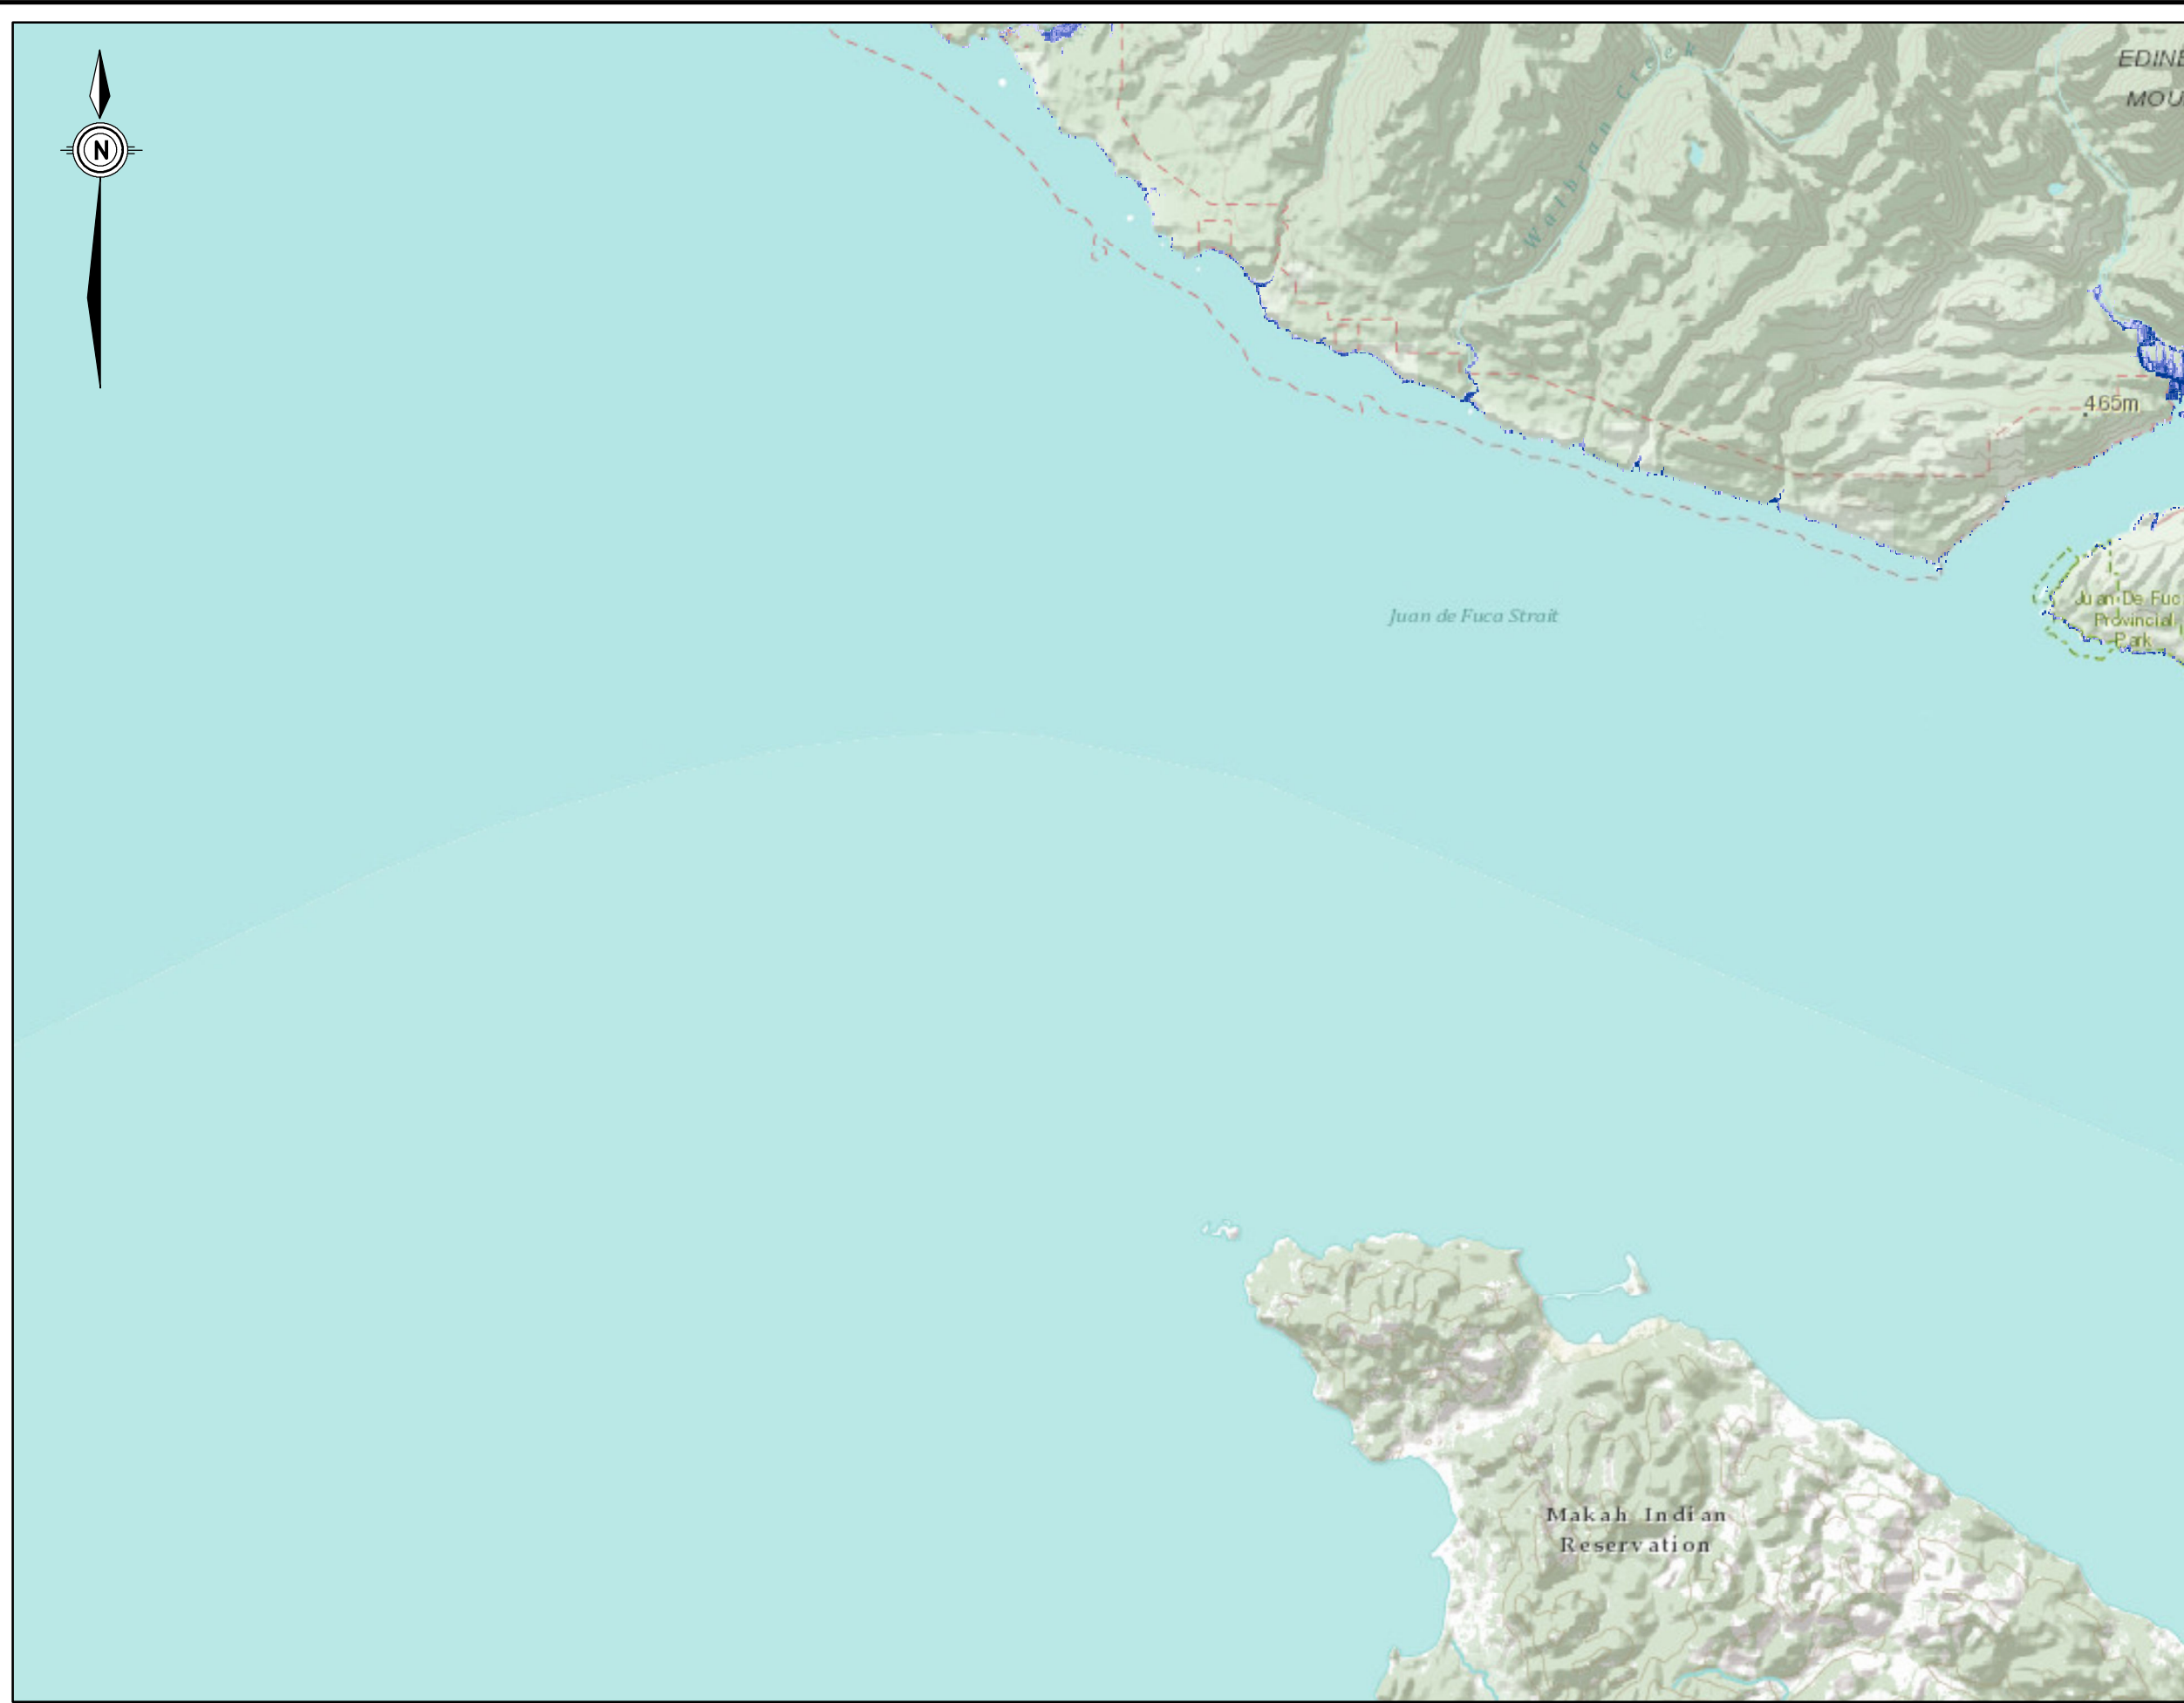 N
Walbran Creek
EDINB
MOU
465m
Juan de Fuca Strait
Juan De Fuc
Provincial
Park
Makah Indian
Reservation